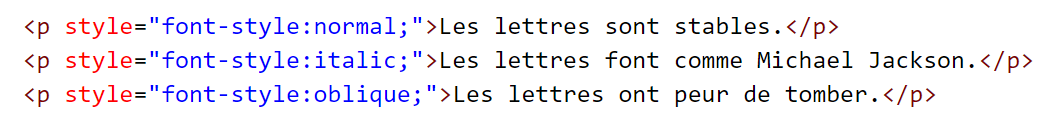 <p style="font-style:normal;">Les lettres sont stables.</p>
<p style="font-style:italic;">Les lettres font comme Michael Jackson.</p>
<p style="font-style:oblique;">Les lettres ont peur de tomber.</p>